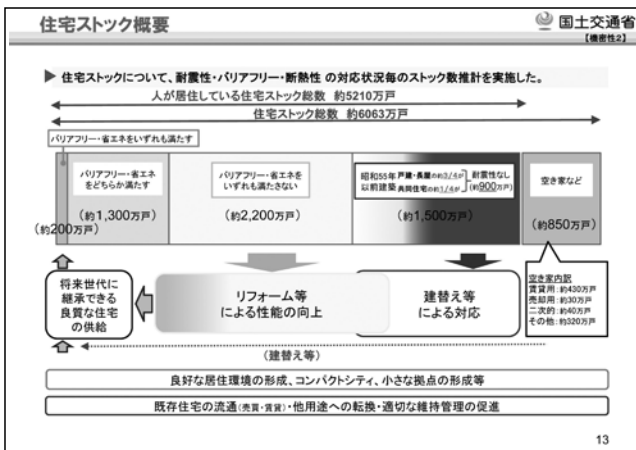 住宅ストック概要
国土交通省
【機密性2】
▶ 住宅ストックについて、耐震性・バリアフリー・断熱性 の対応状況毎のストック数推計を実施した。
人が居住している住宅ストック総数 約5210万戸
住宅ストック総数 約6063万戸
バリアフリー・省エネをいずれも満たす
バリアフリー・省エネ
をどちらか満たす
バリアフリー・省エネを
いずれも満たさない
昭和55年
以前建築
戸建・長屋の約3/4が
共同住宅の約1/4が
耐震性なし
(約900万戸)
空き家など
(約200万戸)
(約1,300万戸)
(約2,200万戸)
(約1,500万戸)
(約850万戸)
将来世代に
継承できる
良質な住宅
の供給
リフォーム等
による性能の向上
建替え等
による対応
空き家内訳
賃貸用:約430万戸
売却用:約30万戸
二次的:約40万戸
その他:約320万戸
(建替え等)
良好な居住環境の形成、コンパクトシティ、小さな拠点の形成等
既存住宅の流通(売買・賃貸)・他用途への転換・適切な維持管理の促進
13